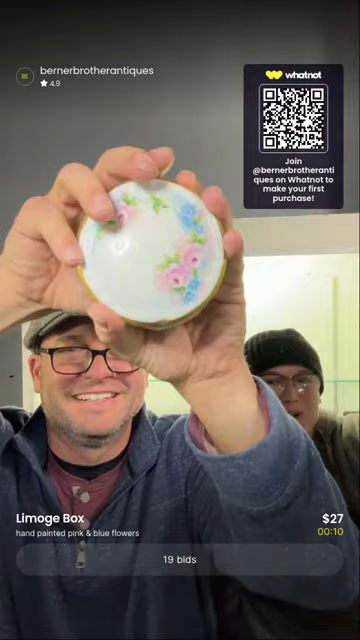 BE
bernerbrotherantiques
4.9
whatnot
Join
@bernerbrotheranti
ques on Whatnot to
make your first
purchase!
Limoge Box
$27
hand painted pink & blue flowers
00:10
19 bids